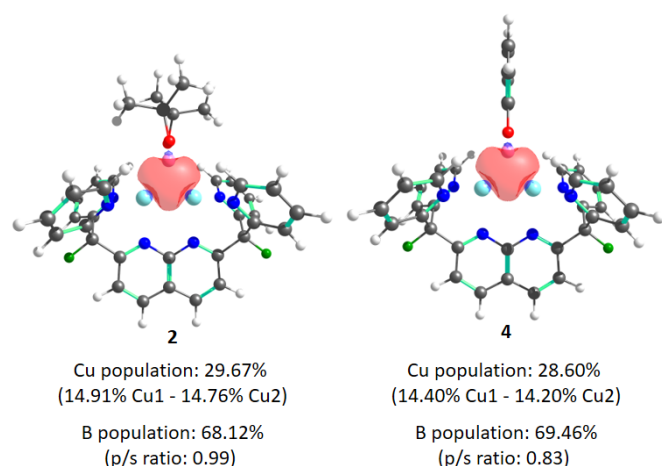 2
Cu population: 29.67%
(14.91% Cu1 - 14.76% Cu2)
B population: 68.12%
(p/s ratio: 0.99)
4
Cu population: 28.60%
(14.40% Cu1 - 14.20% Cu2)
B population: 69.46%
(p/s ratio: 0.83)